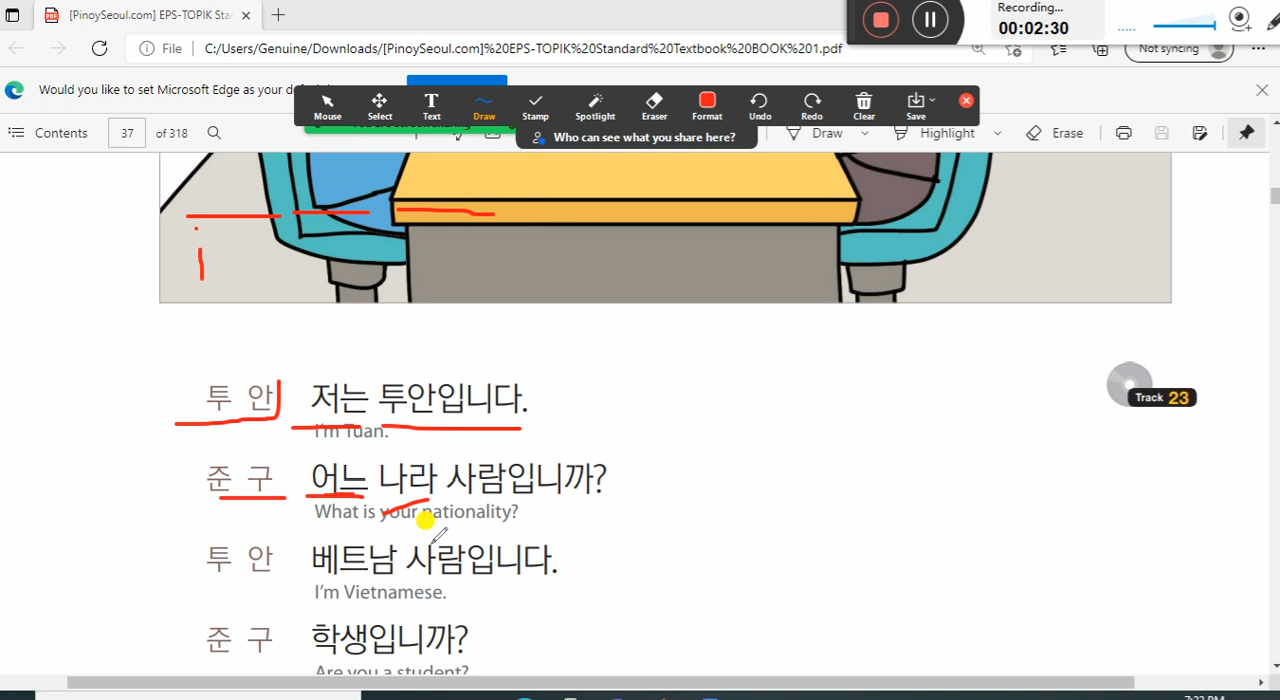 [PinoySeoul.com] EPS-TOPIK Sta
Recording...
00:02:30
File
C:/Users/Genuine/Downloads/[PinoySeoul.com]%20EPS-TOPIK%20Standard%20Textbook%20BOOK%201.pdf
Not syncing
Would you like to set Microsoft Edge as your
Mouse Select Text Draw Stamp Spotlight Eraser Format Undo Redo Clear Save
Who can see what you share here?
Contents 37 of 318 Draw Highlight Erase
투 안 저는 투안입니다.
I'm Tuan.
Track 23
준 구 어느 나라 사람입니까?
What is your nationality?
투 안 베트남 사람입니다.
I'm Vietnamese.
준 구 학생입니까?
Are you a student?